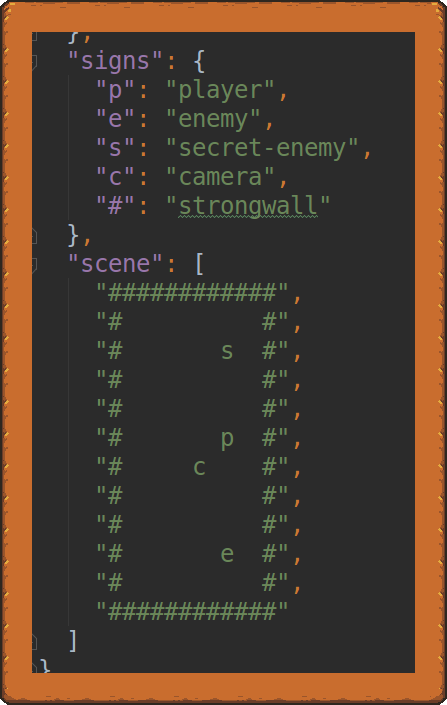 },
"signs": {
  "p": "player",
  "e": "enemy",
  "s": "secret-enemy",
  "c": "camera",
  "#": "strongwall"
},
"scene": [
  "############",
  "#          #",
  "#       s  #",
  "#          #",
  "#          #",
  "#       p  #",
  "#     c    #",
  "#          #",
  "#          #",
  "#       e  #",
  "#          #",
  "############"
]
}